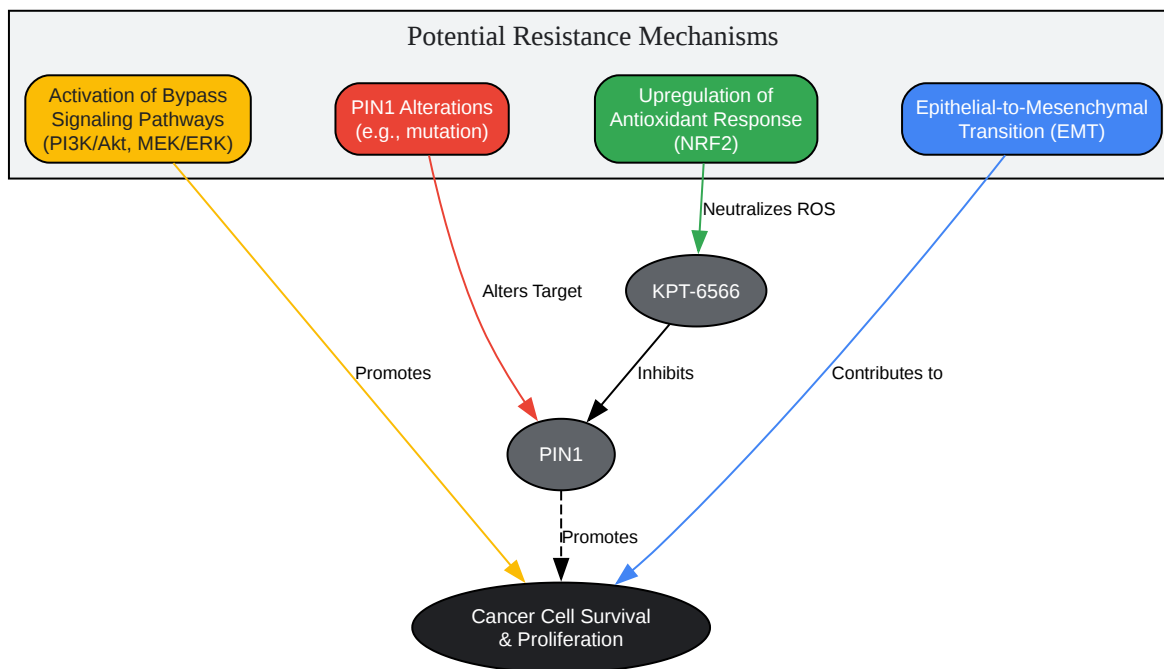 Potential Resistance Mechanisms
Activation of Bypass
Signaling Pathways
(PI3K/Akt, MEK/ERK)
PIN1 Alterations
(e.g., mutation)
Upregulation of
Antioxidant Response
(NRF2)
Epithelial-to-Mesenchymal
Transition (EMT)
Neutralizes ROS
Alters Target
KPT-6566
Promotes
Inhibits
Contributes to
PIN1
Promotes
Cancer Cell Survival
& Proliferation